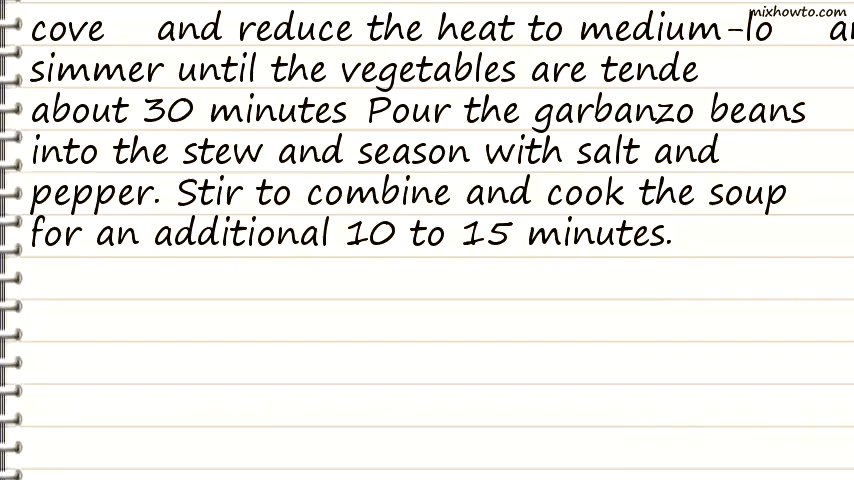 mixhowto.com
cove and reduce the heat to medium-lo a
simmer until the vegetables are tende
about 30 minutes Pour the garbanzo beans
into the stew and season with salt and
pepper. Stir to combine and cook the soup
for an additional 10 to 15 minutes.